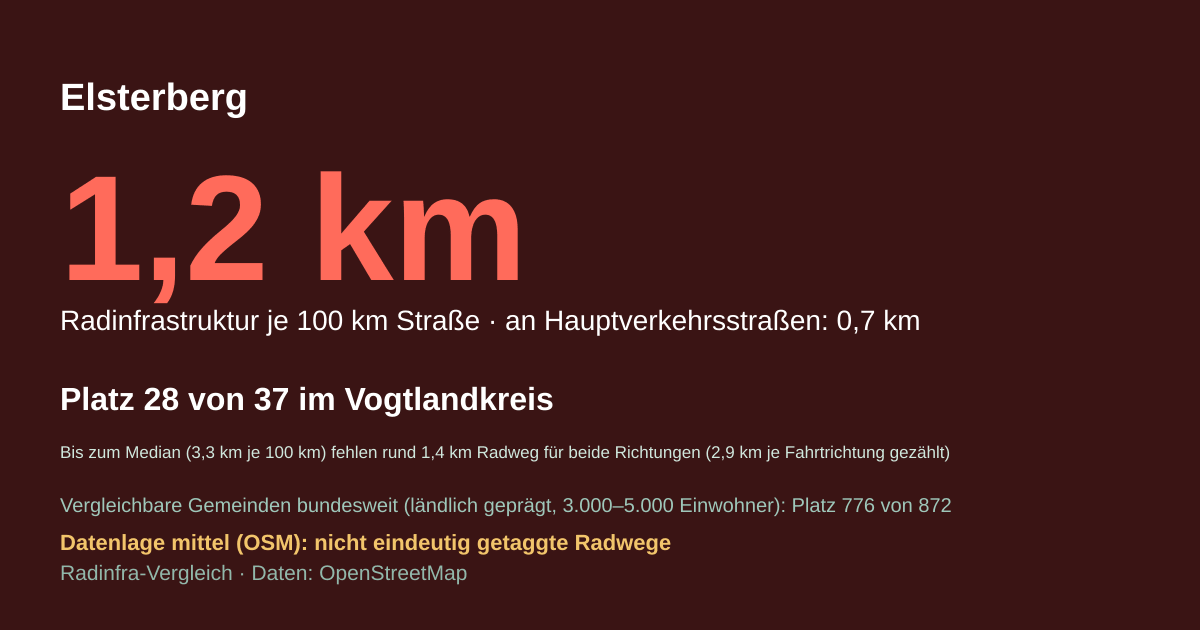 Elsterberg
1,2 km
Radinfrastruktur je 100 km Straße · an Hauptverkehrsstraßen: 0,7 km
Platz 28 von 37 im Vogtlandkreis
Bis zum Median (3,3 km je 100 km) fehlen rund 1,4 km Radweg für beide Richtungen (2,9 km je Fahrtrichtung gezählt)
Vergleichbare Gemeinden bundesweit (ländlich geprägt, 3.000–5.000 Einwohner): Platz 776 von 872
Datenlage mittel (OSM): nicht eindeutig getaggte Radwege
Radinfra-Vergleich · Daten: OpenStreetMap